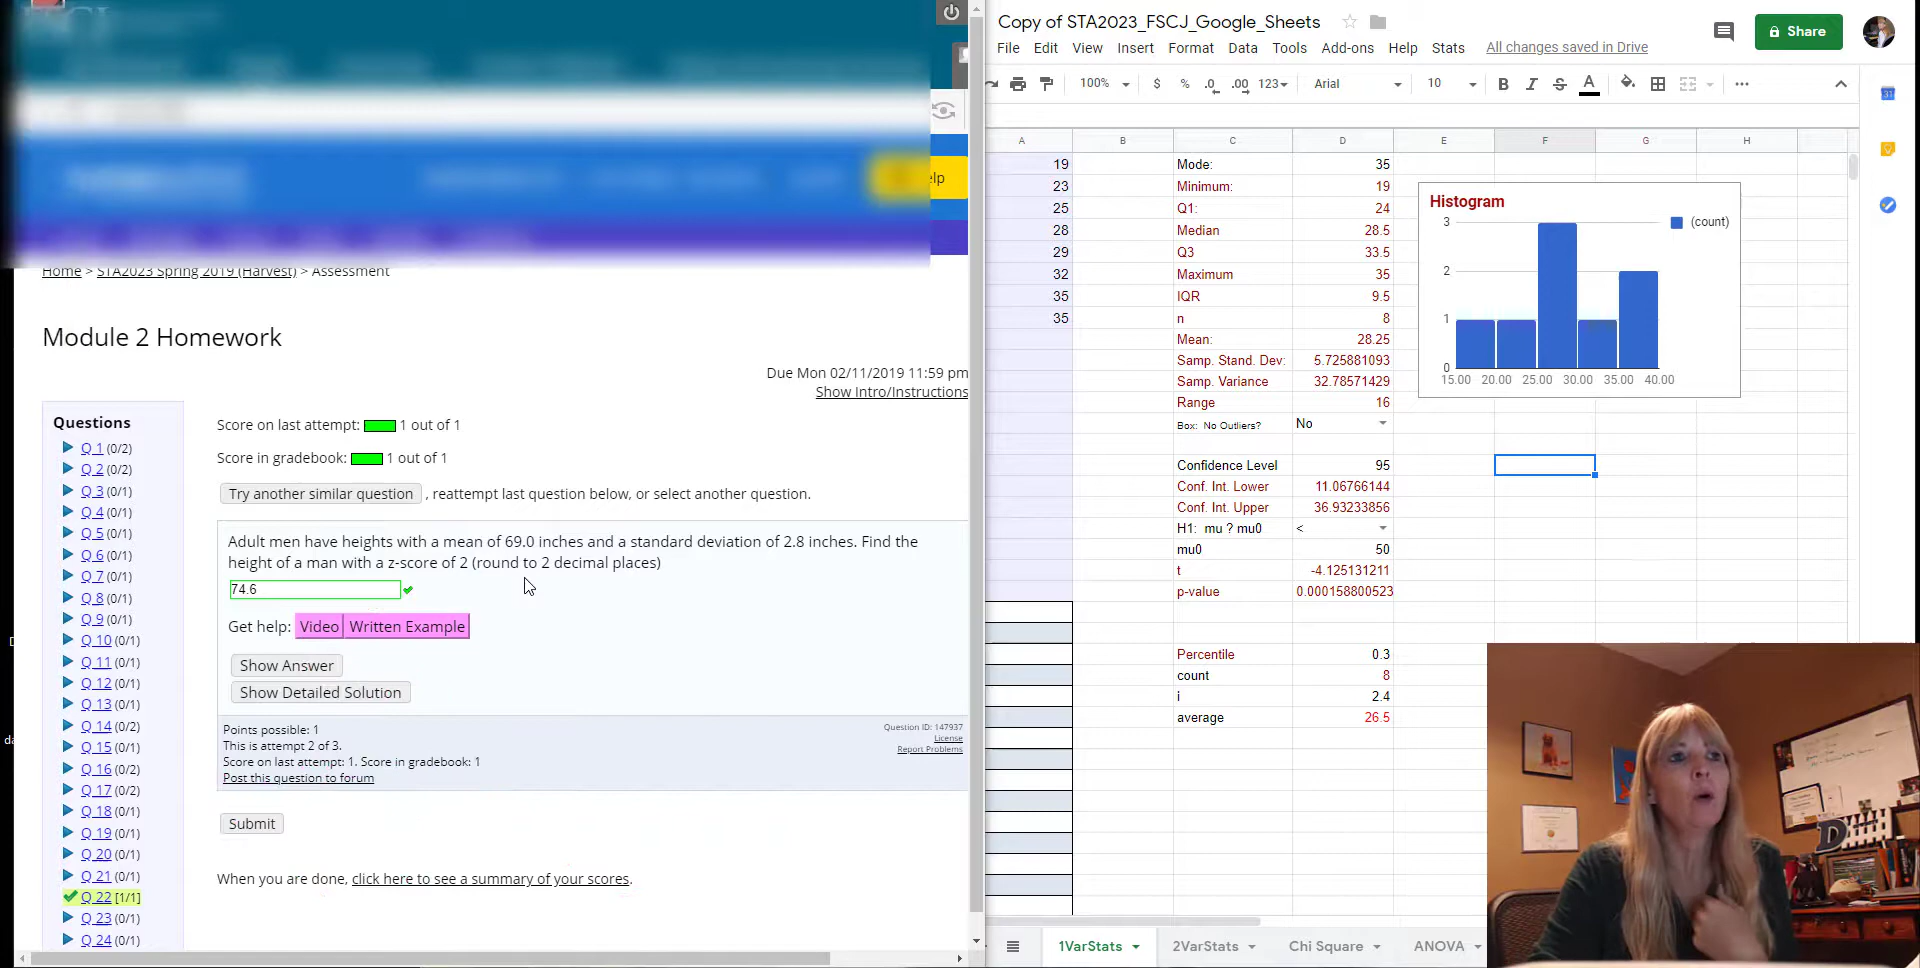 Help
Home > STA2023 Spring 2019 (Harvest) > Assessment
Module 2 Homework
Due Mon 02/11/2019 11:59 pm
Show Intro/Instructions
Questions
Q 1 (0/2)
Q 2 (0/2)
Q 3 (0/1)
Q 4 (0/1)
Q 5 (0/1)
Q 6 (0/1)
Q 7 (0/1)
Q 8 (0/1)
Q 9 (0/1)
Q 10 (0/1)
Q 11 (0/1)
Q 12 (0/1)
Q 13 (0/1)
Q 14 (0/2)
Q 15 (0/1)
Q 16 (0/2)
Q 17 (0/2)
Q 18 (0/1)
Q 19 (0/1)
Q 20 (0/1)
Q 21 (0/1)
Q 22 [1/1]
Q 23 (0/1)
Q 24 (0/1)
Score on last attempt: 1 out of 1
Score in gradebook: 1 out of 1
Try another similar question , reattempt last question below, or select another question.
Adult men have heights with a mean of 69.0 inches and a standard deviation of 2.8 inches. Find the
height of a man with a z-score of 2 (round to 2 decimal places)
74.6
Get help: Video Written Example
Show Answer
Show Detailed Solution
Points possible: 1
This is attempt 2 of 3.
Score on last attempt: 1. Score in gradebook: 1
Post this question to forum
Question ID: 147937
License
Report Problems
Submit
When you are done, click here to see a summary of your scores.
Copy of STA2023_FSCJ_Google_Sheets
Share
File Edit View Insert Format Data Tools Add-ons Help Stats All changes saved in Drive
100% $ % .0 .00 123 Arial 10 B I S A
A B C D E F G H
19 Mode: 35
23 Minimum: 19
25 Q1: 24
28 Median 28.5
29 Q3 33.5
32 Maximum 35
35 IQR 9.5
35 n 8
Mean: 28.25
Samp. Stand. Dev: 5.725881093
Samp. Variance 32.78571429
Range 16
Box: No Outliers? No
Confidence Level 95
Conf. Int. Lower 11.06766144
Conf. Int. Upper 36.93233856
H1: mu ? mu0 <
mu0 50
t -4.125131211
p-value 0.000158800523
Percentile 0.3
count 8
i 2.4
average 26.5
Histogram
(count)
3
2
1
0
15.00 20.00 25.00 30.00 35.00 40.00
1VarStats 2VarStats Chi Square ANOVA
31
D